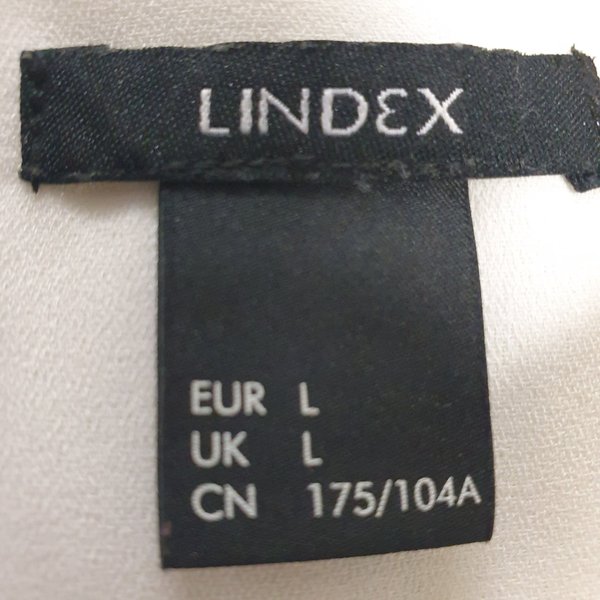 LINDEX
EUR L
UK L
CN 175/104A